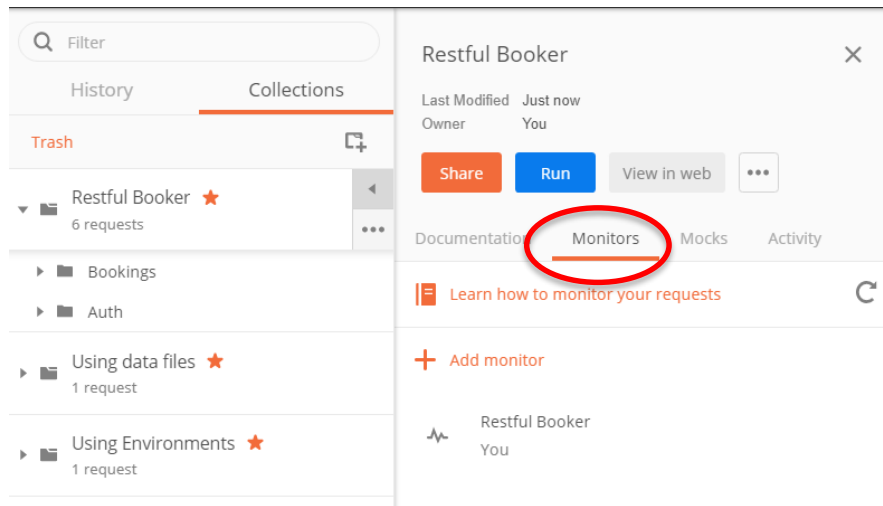 Filter
History Collections
Trash
Restful Booker
6 requests
Bookings
Auth
Using data files
1 request
Using Environments
1 request
Restful Booker
Last Modified Just now
Owner You
Share Run View in web
Documentation Monitors Mocks Activity
Learn how to monitor your requests
Add monitor
Restful Booker
You